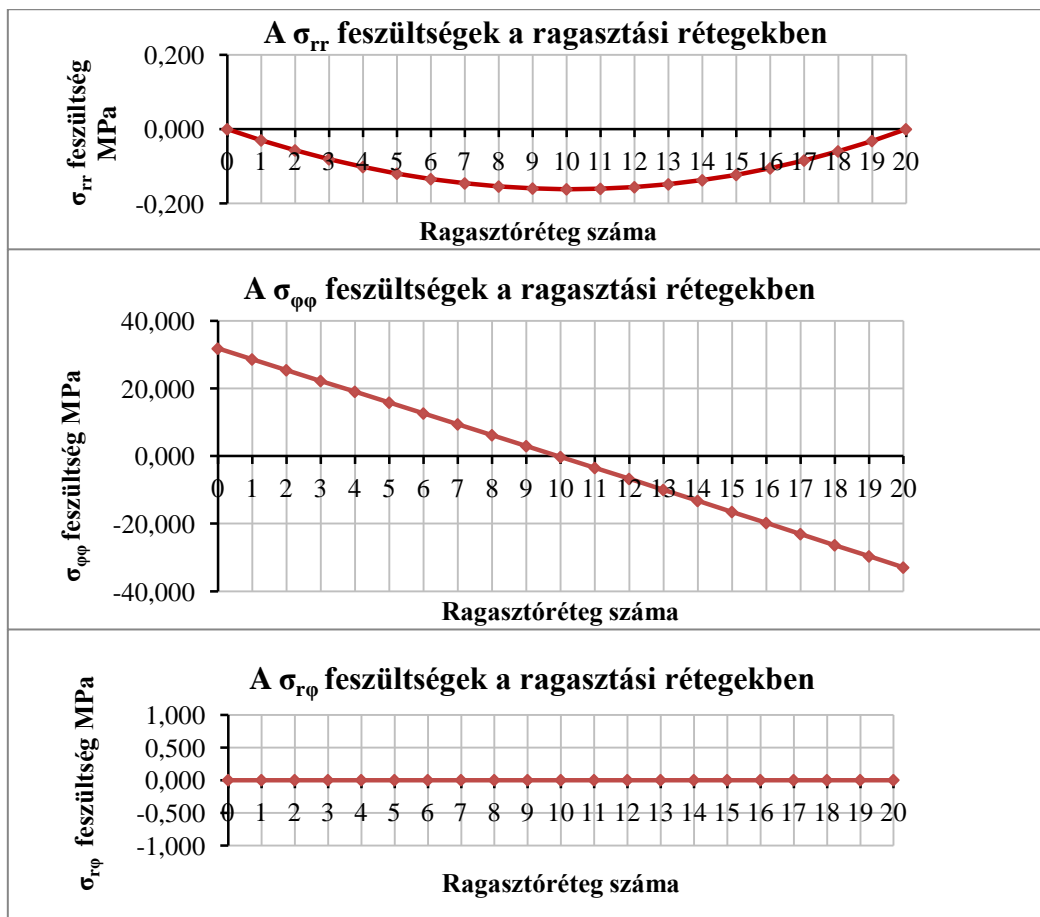 A σrr feszültségek a ragasztási rétegekben
σrr feszültség
MPa
0,200
0,000
-0,200
0 1 2 3 4 5 6 7 8 9 10 11 12 13 14 15 16 17 18 19 20
Ragasztóréteg száma
A σφφ feszültségek a ragasztási rétegekben
σφφ feszültség MPa
40,000
20,000
0,000
-20,000
-40,000
0 1 2 3 4 5 6 7 8 9 10 11 12 13 14 15 16 17 18 19 20
Ragasztóréteg száma
A σrφ feszültségek a ragasztási rétegekben
σrφ feszültség MPa
1,000
0,500
0,000
-0,500
-1,000
0 1 2 3 4 5 6 7 8 9 10 11 12 13 14 15 16 17 18 19 20
Ragasztóréteg száma